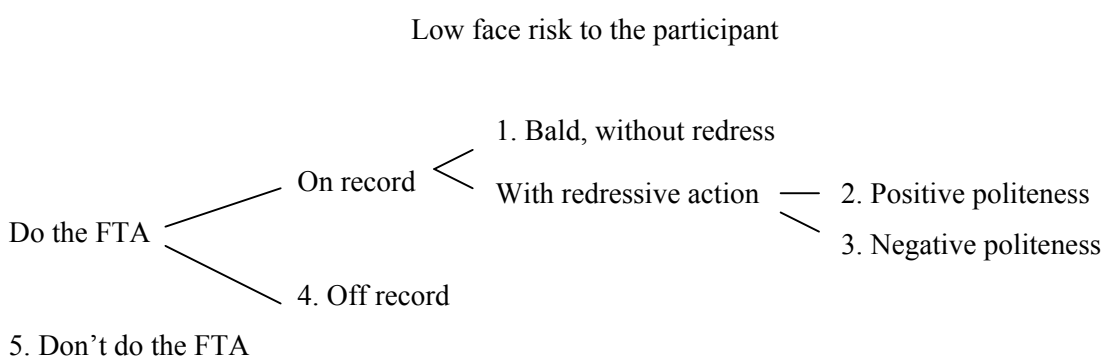 Low face risk to the participant
1. Bald, without redress
On record
With redressive action
2. Positive politeness
Do the FTA
3. Negative politeness
4. Off record
5. Don’t do the FTA